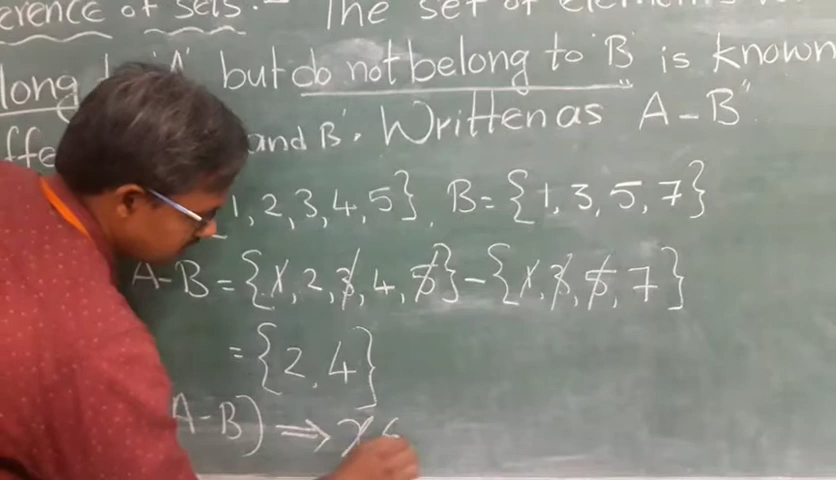 erence of Sets.- The set of elements
long 'A' but do not belong to 'B' is known
ffe and B'. Written as A - B"
1, 2, 3, 4, 5}, B = {1, 3, 5, 7}
A-B = {1, 2, 3, 4, 5} - {1, 3, 5, 7}
= {2, 4}
A-B) ⇒ x